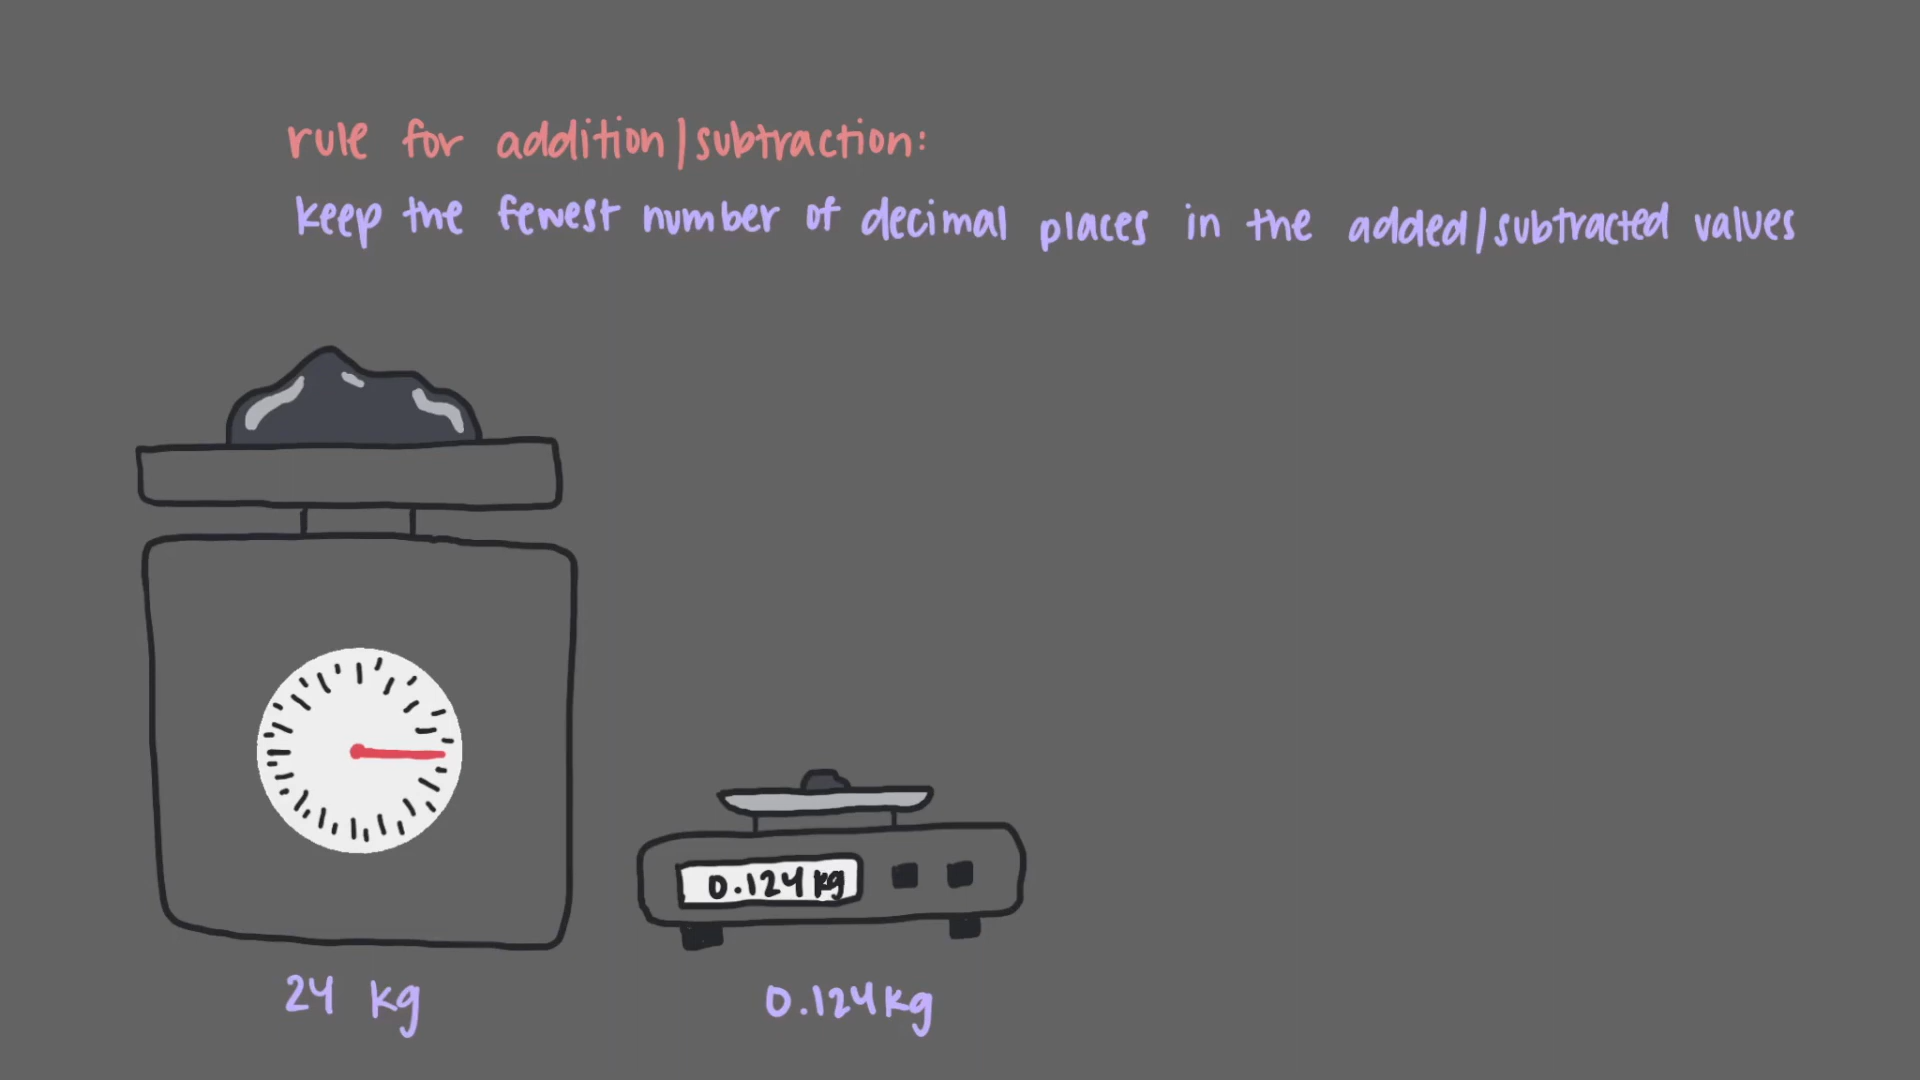 rule for addition/subtraction:
keep the fewest number of decimal places in the added/subtracted values
0.124 kg
24 kg
0.124 kg